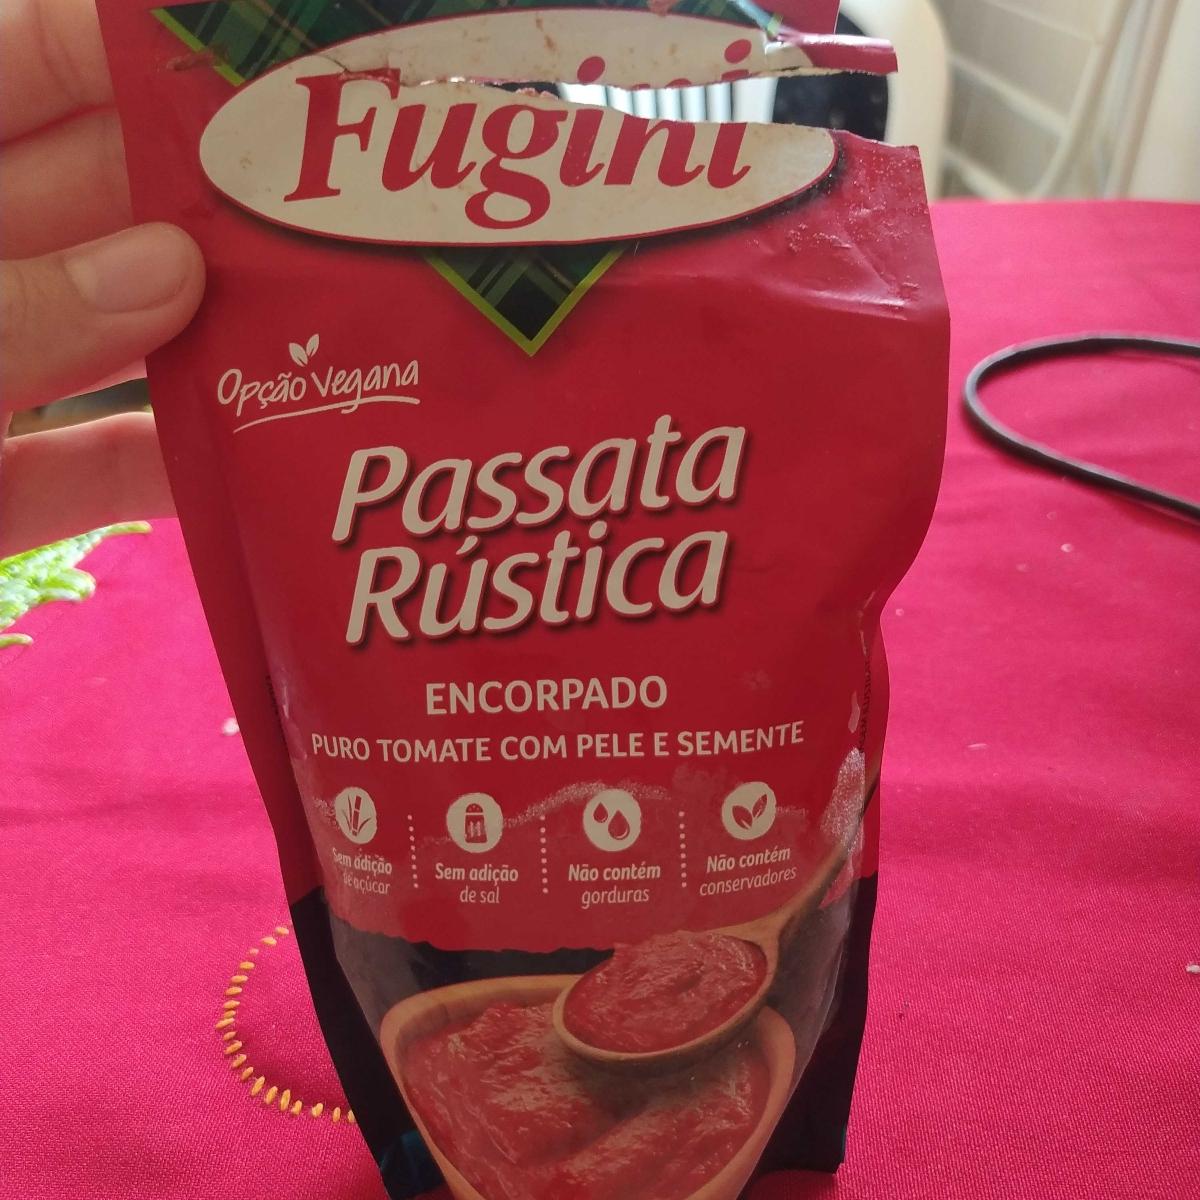 Fugini
Opção Vegana
Passata
Rústica
ENCORPADO
PURO TOMATE COM PELE E SEMENTE
Sem adição
de açúcar
Sem adição
de sal
Não contém
gorduras
Não contém
conservadores